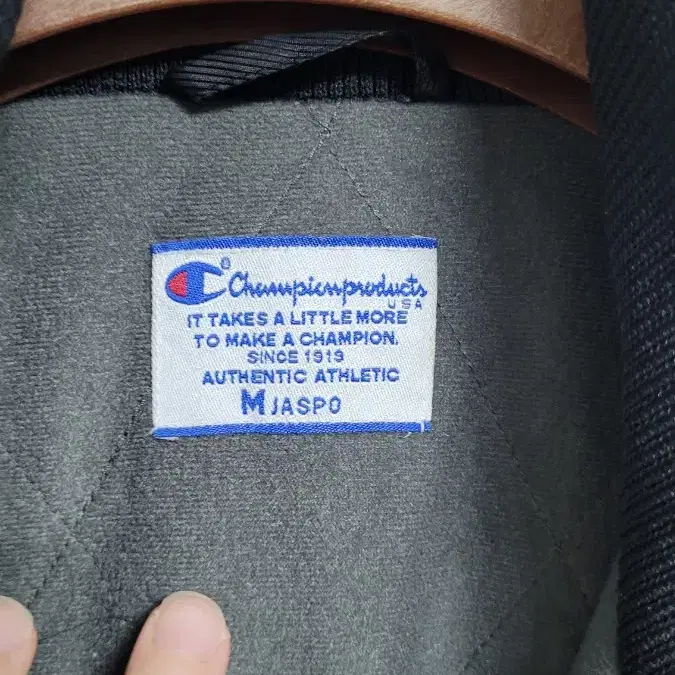 ® Championproducts
USA
IT TAKES A LITTLE MORE
TO MAKE A CHAMPION.
SINCE 1919
AUTHENTIC ATHLETIC
M JASPO